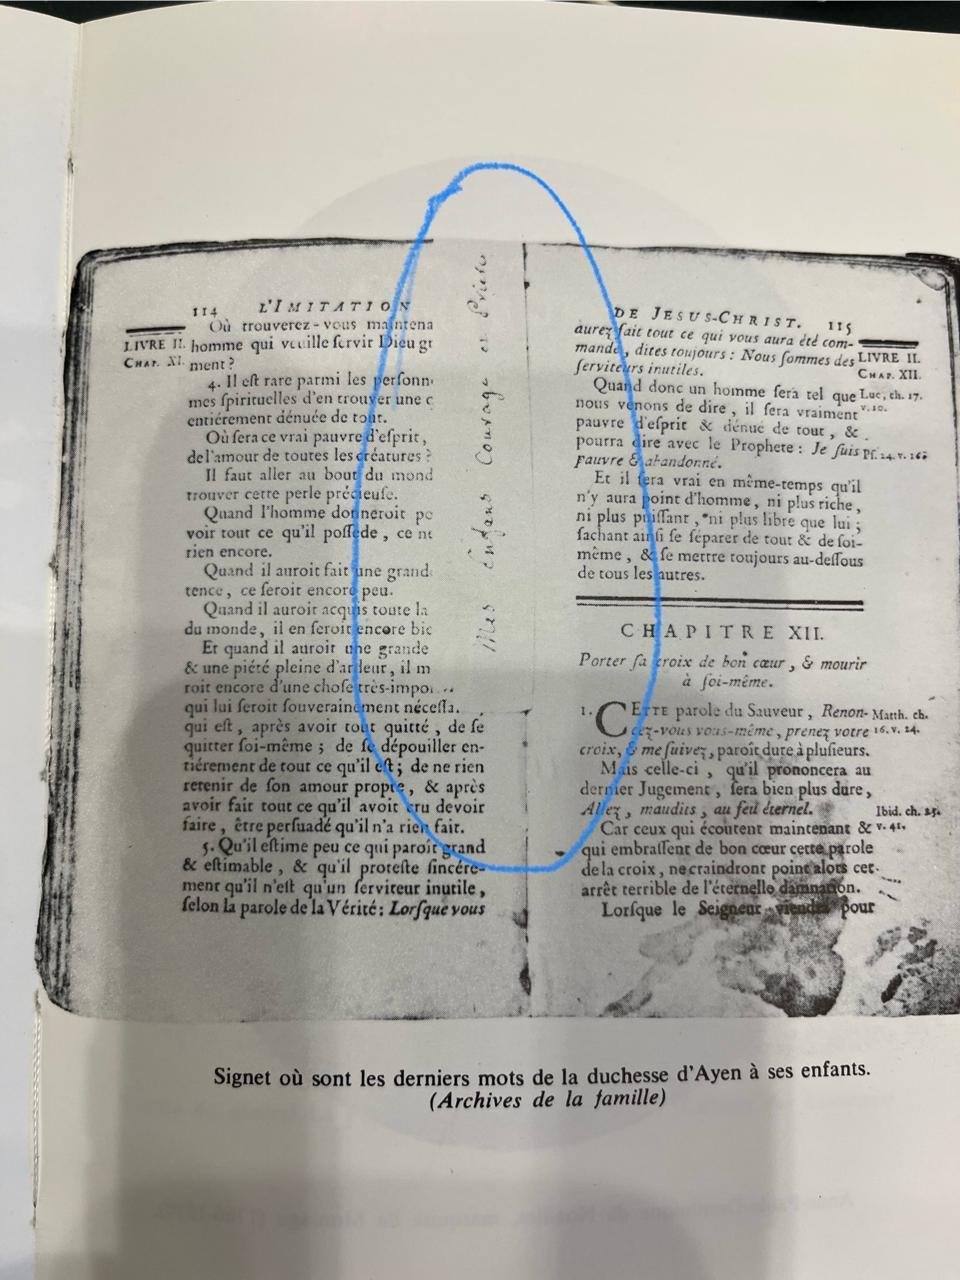 114 L'IMITATION
Où trouverez-vous maintena
LIVRE II. homme qui veuille ſervir Dieu gr
CHAP. XI. ment?
4. Il eſt rare parmi les perſonn
mes ſpirituelles d'en trouver une c
entiérement dénuée de tout.
Où ſera ce vrai pauvre d'eſprit,
de l'amour de toutes les créatures?
Il faut aller au bout du mond
trouver cette perle précieuſe.
Quand l'homme donneroit po
voir tout ce qu'il poſſede, ce ne
rien encore.
Quand il auroit fait une grand
tence, ce ſeroit encore peu.
Quand il auroit acquis toute la
du monde, il en ſeroit encore bie
Et quand il auroit une grande
& une piété pleine d'ardeur, il m
roit encore d'une choſe très-impo
qui lui ſeroit ſouverainement néceſſa.
qui eſt, après avoir tout quitté, de ſe
quitter ſoi-même; de ſe dépouiller en-
tiérement de tout ce qu'il eſt; de ne rien
retenir de ſon amour propre, & après
avoir fait tout ce qu'il avoit cru devoir
faire, être perſuadé qu'il n'a rien fait.
5. Qu'il eſtime peu ce qui paroît grand
& eſtimable, & qu'il proteſte ſincére-
ment qu'il n'eſt qu'un ſerviteur inutile,
ſelon la parole de la Vérité: Lorſque vous
Mes enfans Courage et Prieres
DE JESUS-CHRIST. 115
aurez fait tout ce qui vous aura été com-
mandé, dites toujours: Nous ſommes des LIVRE II.
ſerviteurs inutiles. CHAP. XII.
Quand donc un homme ſera tel que Luc, ch. 17.
nous venons de dire, il ſera vraiment v. 10.
pauvre d'eſprit & dénué de tout, &
pourra dire avec le Prophete: Je ſuis Pſ. 24. v. 16.
pauvre & abandonné.
Et il ſera vrai en même-temps qu'il
n'y aura point d'homme, ni plus riche,
ni plus puiſſant, ni plus libre que lui;
ſachant ainſi ſe ſéparer de tout & de ſoi-
même, & ſe mettre toujours au-deſſous
de tous les autres.
CHAPITRE XII.
Porter ſa croix de bon cœur, & mourir
à ſoi-même.
1. CETTE parole du Sauveur, Renon- Matth. ch.
cez-vous vous-même, prenez votre 16. v. 24.
croix, & me ſuivez, paroît dure à pluſieurs.
Mais celle-ci, qu'il prononcera au
dernier Jugement, ſera bien plus dure,
Allez, maudits, au feu éternel. Ibid. ch. 25.
Car ceux qui écoutent maintenant & v. 41.
qui embraſſent de bon cœur cette parole
de la croix, ne craindront point alors cet
arrêt terrible de l'éternelle damnation.
Lorſque le Seigneur viendra pour
Signet où sont les derniers mots de la duchesse d'Ayen à ses enfants.
(Archives de la famille)